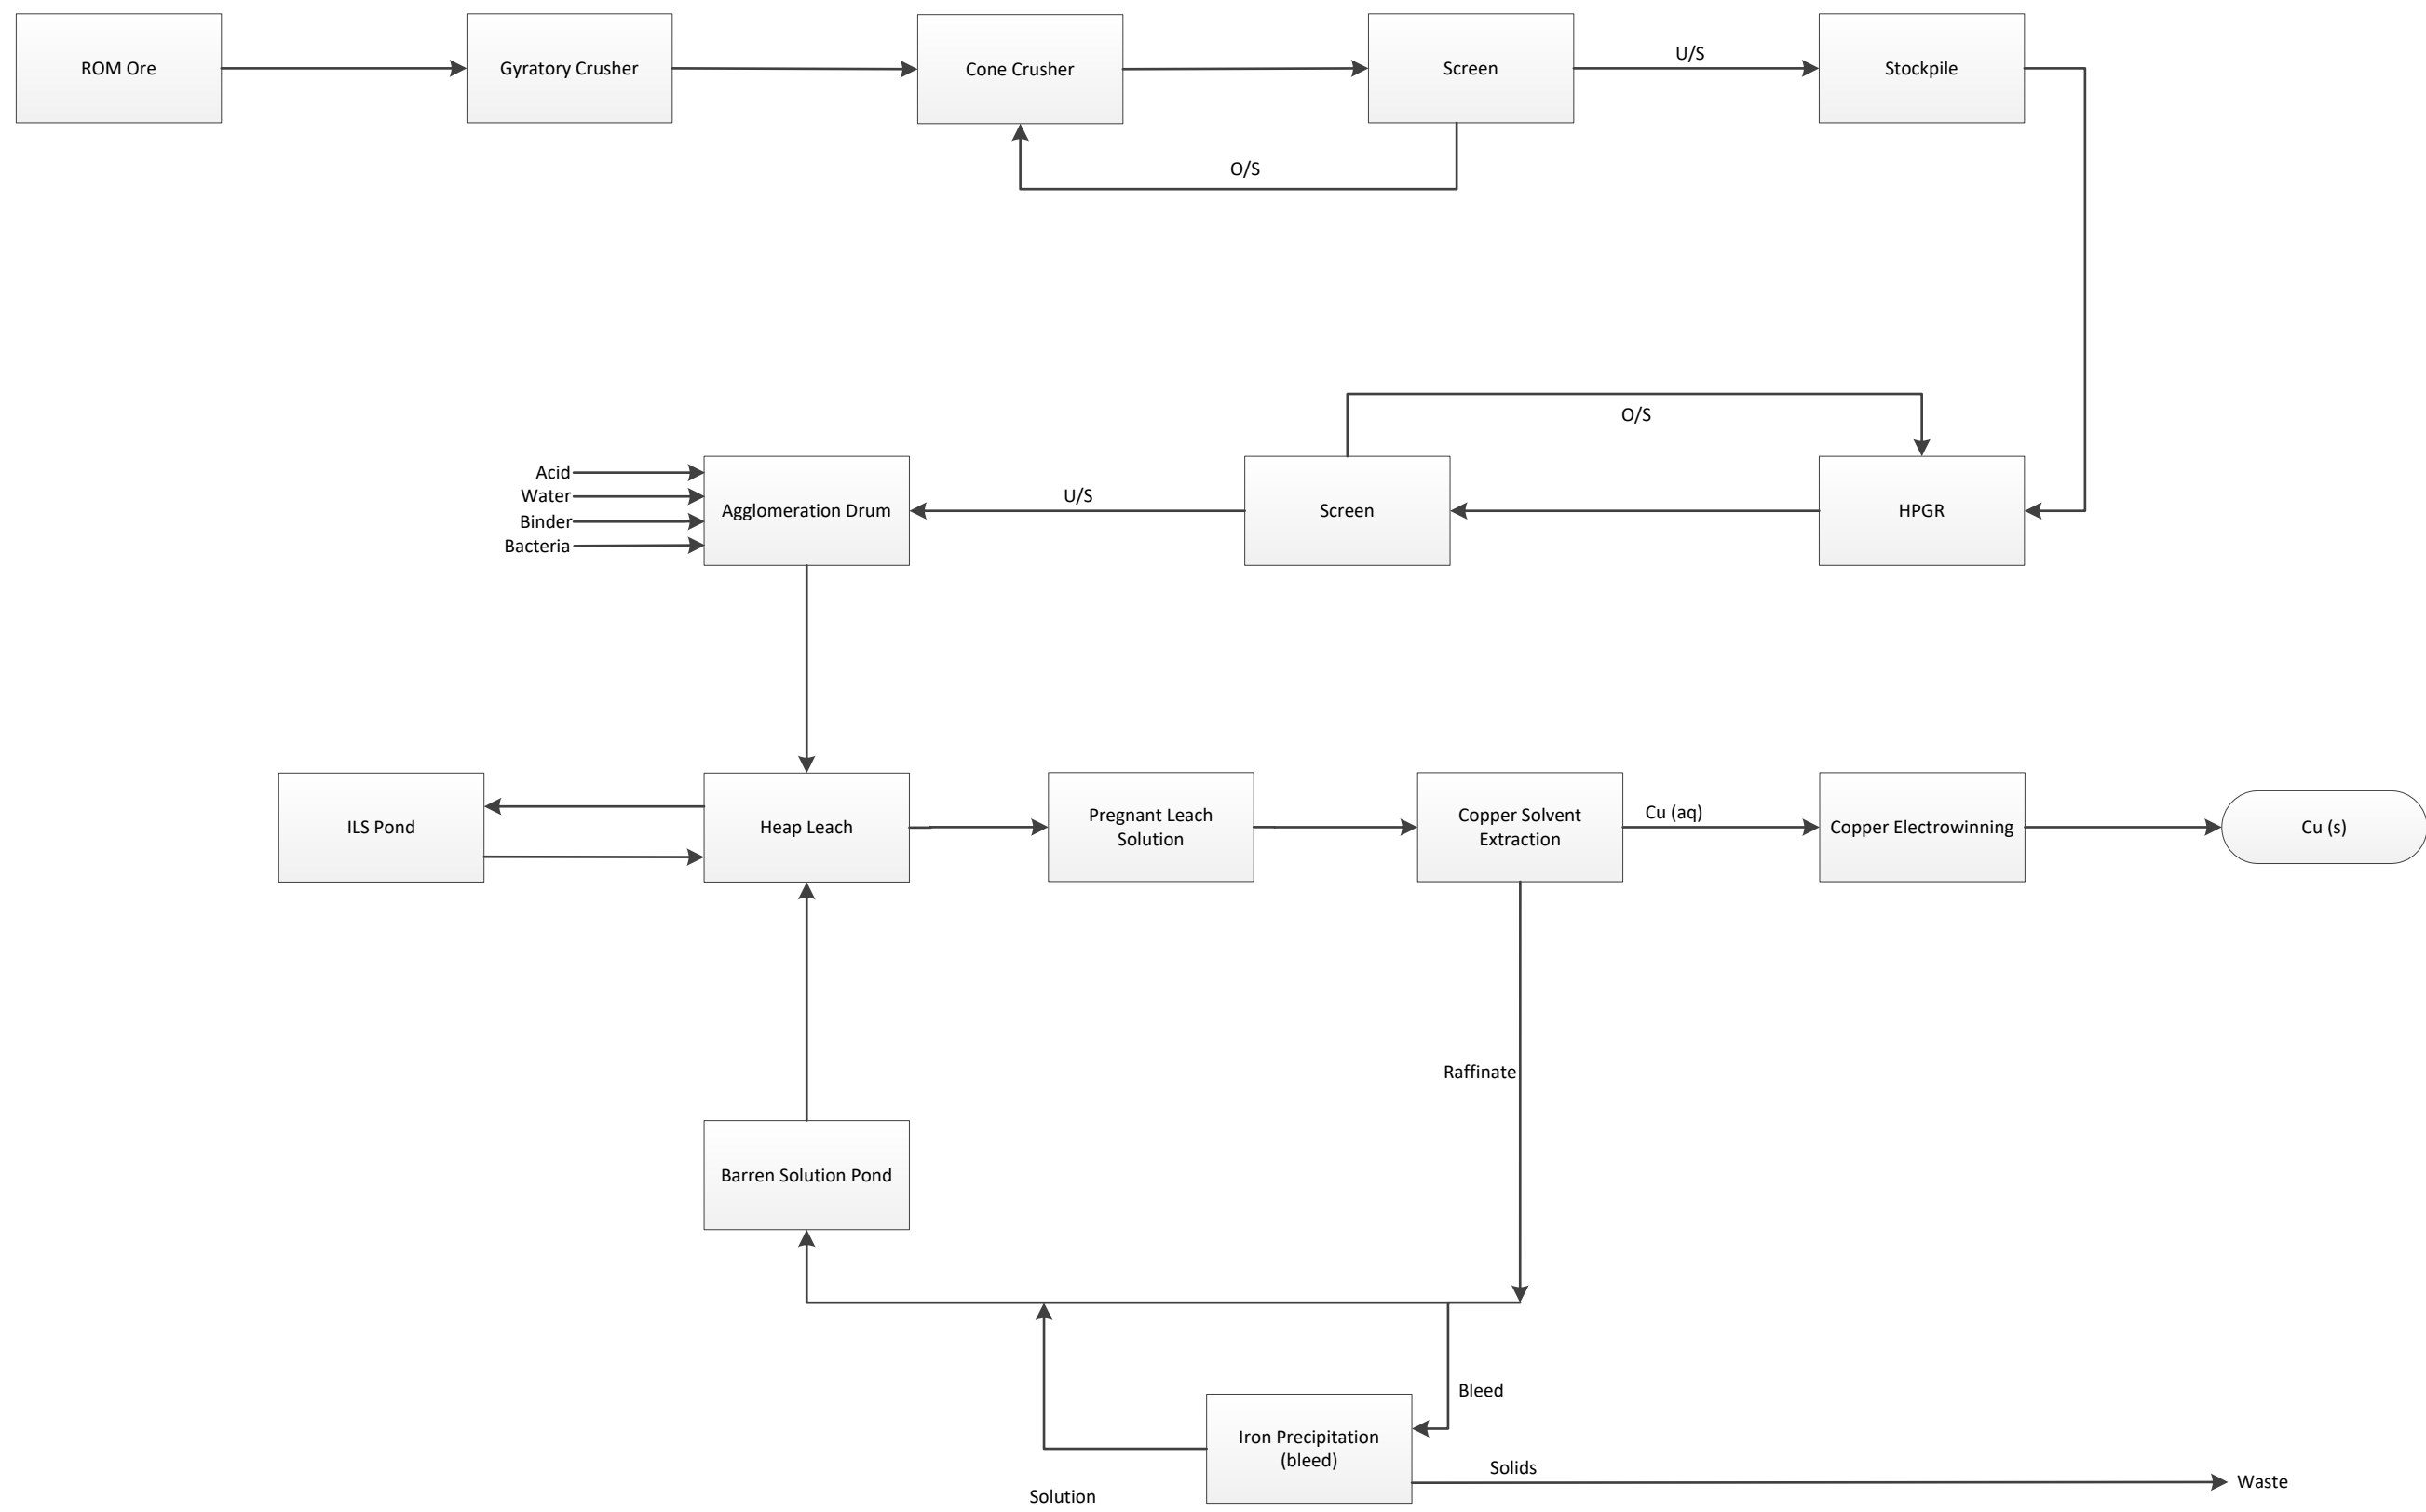 ROM Ore
Gyratory Crusher
Cone Crusher
Screen
U/S
Stockpile
O/S
O/S
Acid
Water
Binder
Bacteria
Agglomeration Drum
U/S
Screen
HPGR
ILS Pond
Heap Leach
Pregnant Leach
Solution
Copper Solvent
Extraction
Cu (aq)
Copper Electrowinning
Cu (s)
Raffinate
Barren Solution Pond
Bleed
Iron Precipitation
(bleed)
Solids
Waste
Solution